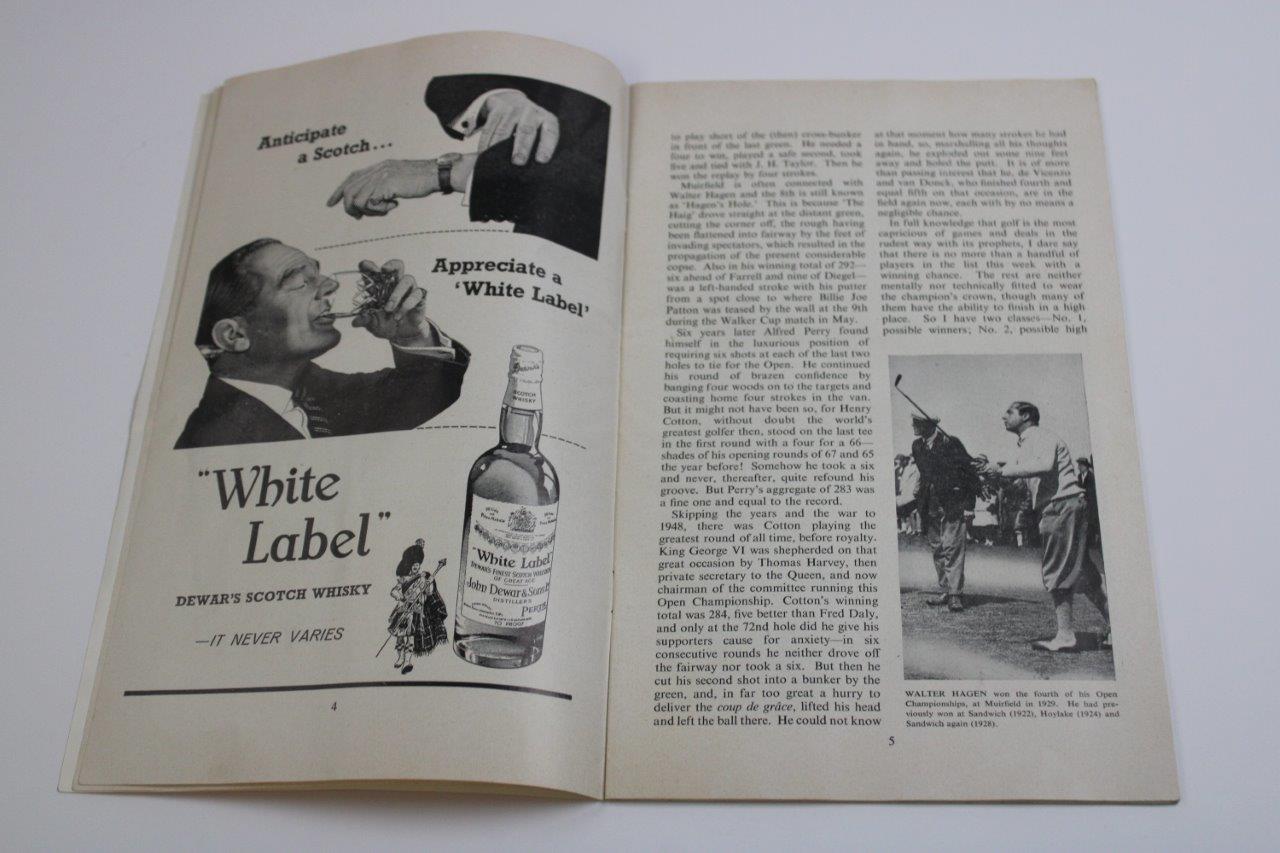 Anticipate
a Scotch...
Appreciate a
'White Label'
"White
Label"
DEWAR'S SCOTCH WHISKY
—IT NEVER VARIES
Dewar's
SCOTCH
WHISKY
"White Label"
DEWAR'S FINEST SCOTCH WHISKY
OF GREAT AGE
John Dewar & Sons Ltd
DISTILLERS
PERTH
4
to play short of the (then) cross-bunker
in front of the last green. He needed a
four to win, played a safe second, took
five and tied with J. H. Taylor. Then he
won the replay by four strokes.
Muirfield is often connected with
Walter Hagen and the 8th is still known
as 'Hagen's Hole.' This is because 'The
Haig' drove straight at the distant green,
cutting the corner off, the rough having
been flattened into fairway by the feet of
invading spectators, which resulted in the
propagation of the present considerable
copse. Also in his winning total of 292—
six ahead of Farrell and nine of Diegel—
was a left-handed stroke with his putter
from a spot close to where Billie Joe
Patton was teased by the wall at the 9th
during the Walker Cup match in May.
Six years later Alfred Perry found
himself in the luxurious position of
requiring six shots at each of the last two
holes to tie for the Open. He continued
his round of brazen confidence by
banging four woods on to the targets and
coasting home four strokes in the van.
But it might not have been so, for Henry
Cotton, without doubt the world's
greatest golfer then, stood on the last tee
in the first round with a four for a 66—
shades of his opening rounds of 67 and 65
the year before! Somehow he took a six
and never, thereafter, quite refound his
groove. But Perry's aggregate of 283 was
a fine one and equal to the record.
Skipping the years and the war to
1948, there was Cotton playing the
greatest round of all time, before royalty.
King George VI was shepherded on that
great occasion by Thomas Harvey, then
private secretary to the Queen, and now
chairman of the committee running this
Open Championship. Cotton's winning
total was 284, five better than Fred Daly,
and only at the 72nd hole did he give his
supporters cause for anxiety—in six
consecutive rounds he neither drove off
the fairway nor took a six. But then he
cut his second shot into a bunker by the
green, and, in far too great a hurry to
deliver the coup de grâce, lifted his head
and left the ball there. He could not know
at that moment how many strokes he had
in hand, so, marshalling all his thoughts
again, he exploded out some nine feet
away and holed the putt. It is of more
than passing interest that he, de Vicenzo
and van Donck, who finished fourth and
equal fifth on that occasion, are in the
field again now, each with by no means a
negligible chance.
In full knowledge that golf is the most
capricious of games and deals in the
rudest way with its prophets, I dare say
that there is no more than a handful of
players in the list this week with a
winning chance. The rest are neither
mentally nor technically fitted to wear
the champion's crown, though many of
them have the ability to finish in a high
place. So I have two classes—No. 1,
possible winners; No. 2, possible high
WALTER HAGEN won the fourth of his Open
Championships, at Muirfield in 1929. He had pre-
viously won at Sandwich (1922), Hoylake (1924) and
Sandwich again (1928).
5